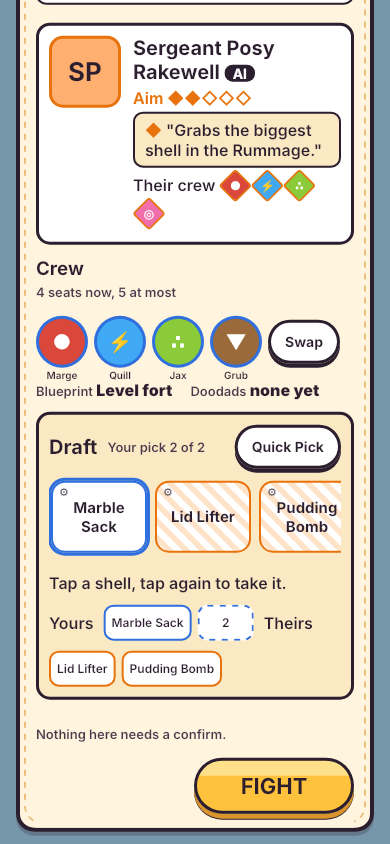 SP
Sergeant Posy
Rakewell AI
Aim
"Grabs the biggest
shell in the Rummage."
Their crew
Crew
4 seats now, 5 at most
Marge
Quill
Jax
Grub
Swap
Blueprint Level fort Doodads none yet
Draft Your pick 2 of 2 Quick Pick
Marble
Sack
Lid Lifter
Pudding
Bomb
Tap a shell, tap again to take it.
Yours Marble Sack 2 Theirs
Lid Lifter Pudding Bomb
Nothing here needs a confirm.
FIGHT